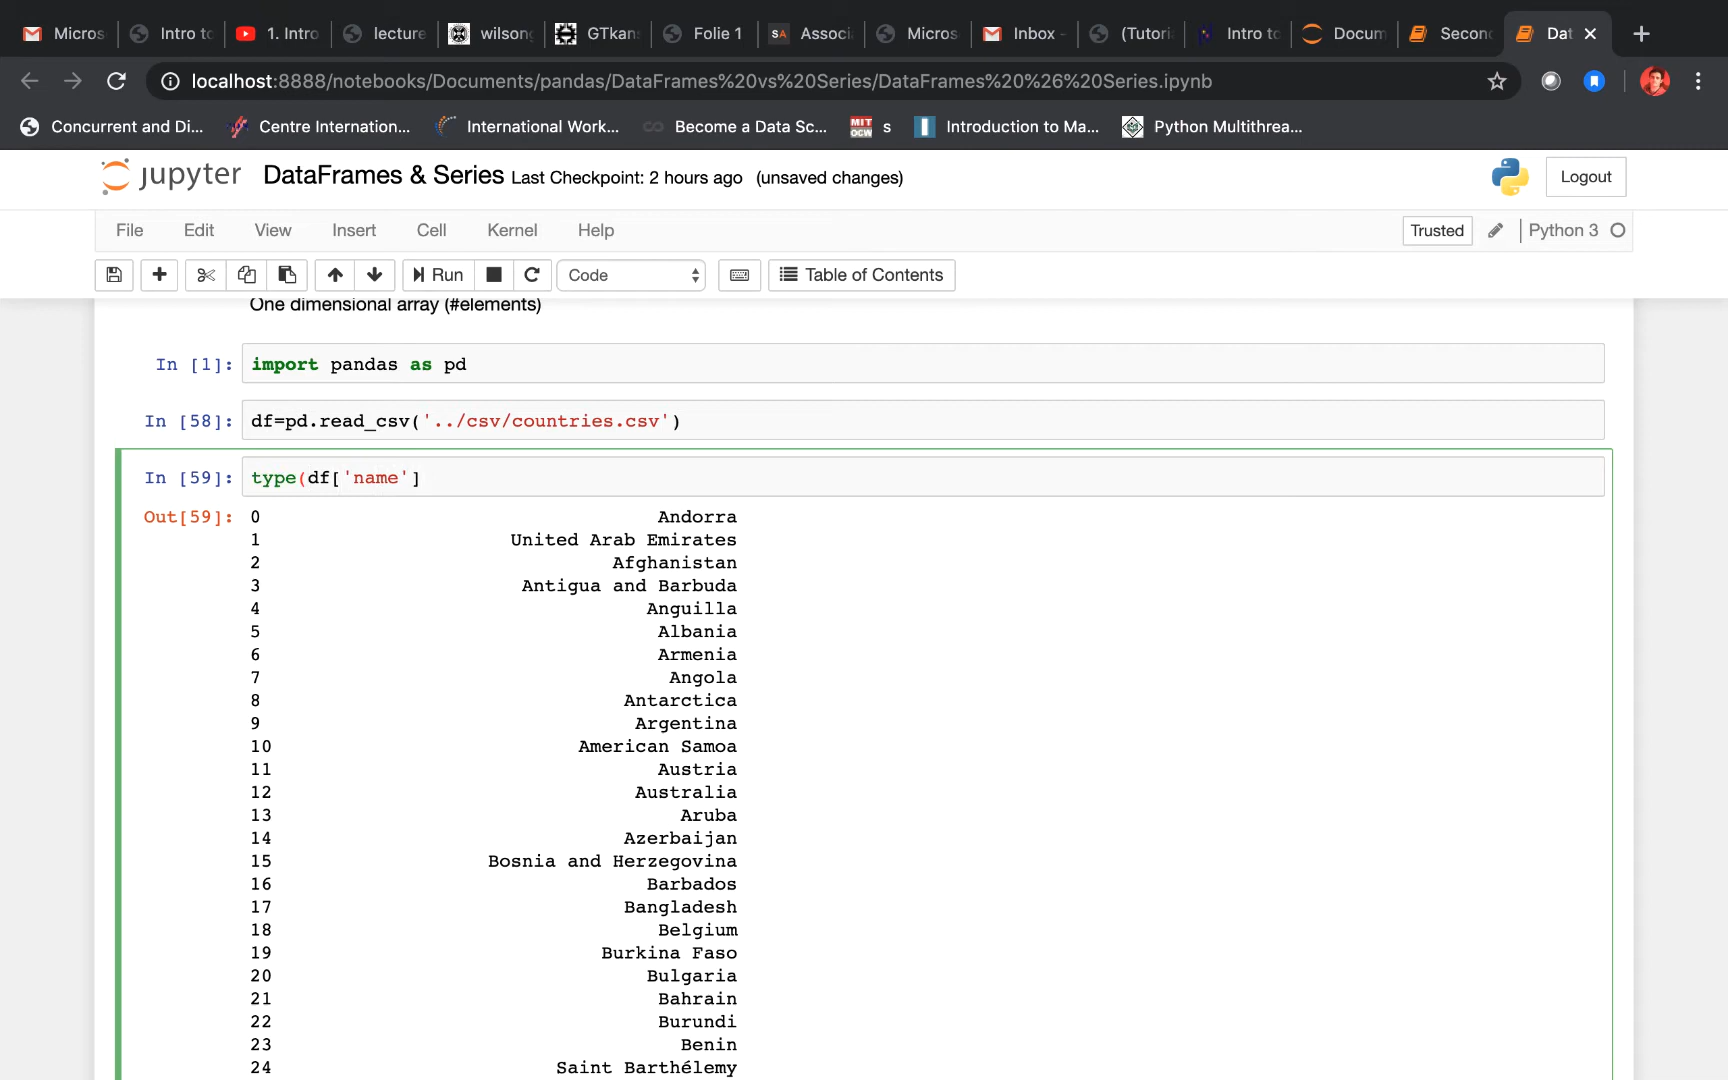 Micros Intro to 1. Intro lecture wilson GTkan Folie 1 SA Associ Micros Inbox - (Tutori Intro to Docum Secon Dat
localhost:8888/notebooks/Documents/pandas/DataFrames%20vs%20Series/DataFrames%20%26%20Series.ipynb
Concurrent and Di... Centre Internation... International Work... Become a Data Sc... MIT OCW s Introduction to Ma... Python Multithrea...
jupyter DataFrames & Series Last Checkpoint: 2 hours ago (unsaved changes) Logout
File Edit View Insert Cell Kernel Help Trusted Python 3
Run Code Table of Contents
One dimensional array (#elements)
In [1]: import pandas as pd
In [58]: df=pd.read_csv('../csv/countries.csv')
In [59]: type(df['name']
Out[59]: 0 Andorra
1 United Arab Emirates
2 Afghanistan
3 Antigua and Barbuda
4 Anguilla
5 Albania
6 Armenia
7 Angola
8 Antarctica
9 Argentina
10 American Samoa
11 Austria
12 Australia
13 Aruba
14 Azerbaijan
15 Bosnia and Herzegovina
16 Barbados
17 Bangladesh
18 Belgium
19 Burkina Faso
20 Bulgaria
21 Bahrain
22 Burundi
23 Benin
24 Saint Barthélemy